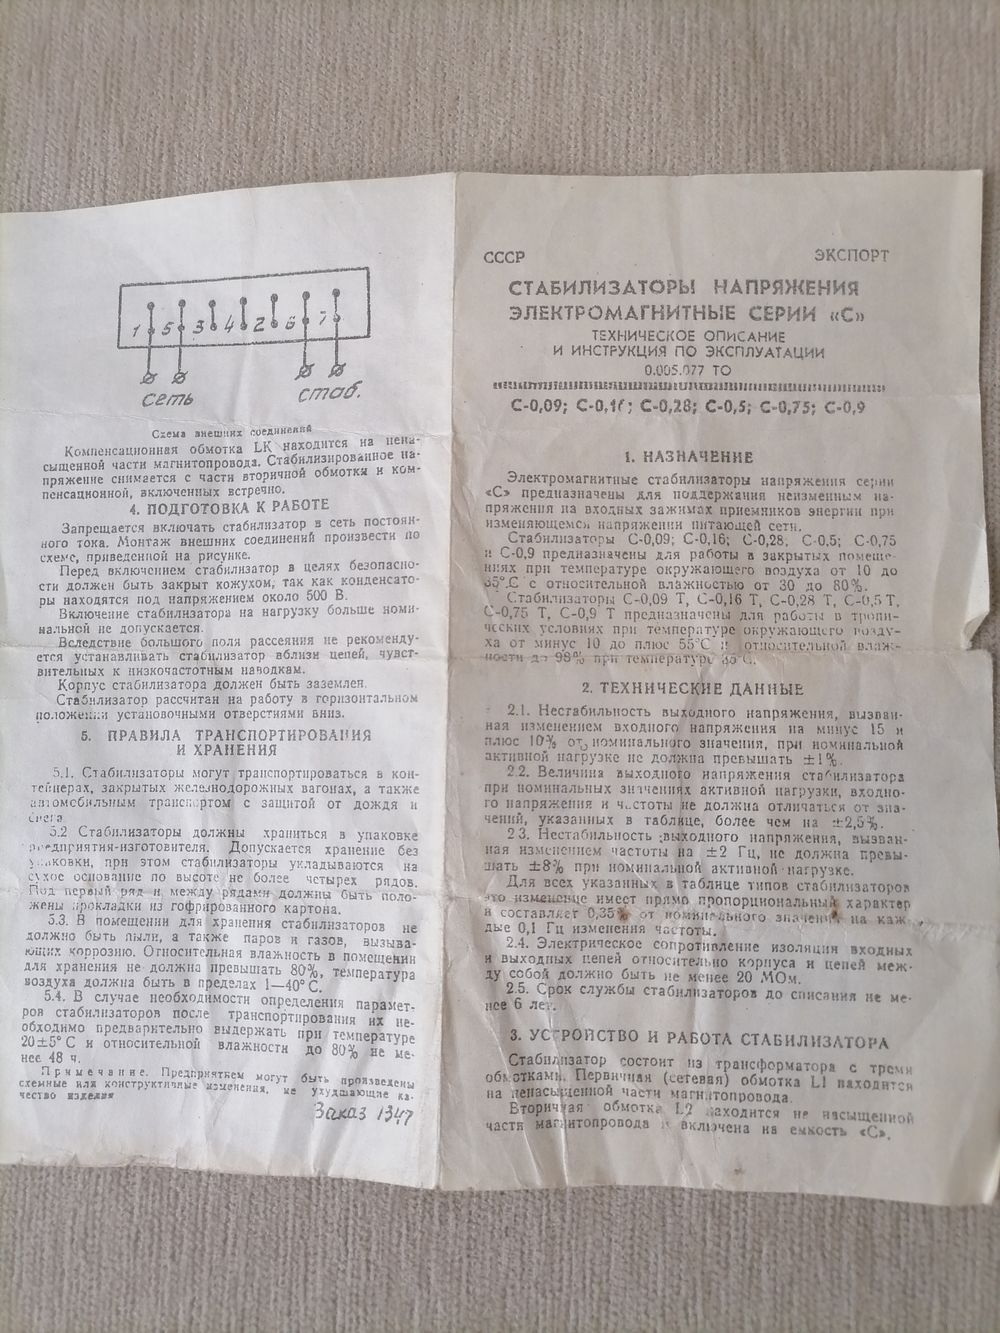 1 5 3 4 2 6 7
сеть стаб.
Схема внешних соединений
Компенсационная обмотка LК находится на нена-
сыщенной части магнитопровода. Стабилизированное на-
пряжение снимается с части вторичной обмотки и ком-
пенсационной, включенных встречно.
4. ПОДГОТОВКА К РАБОТЕ
Запрещается включать стабилизатор в сеть постоян-
ного тока. Монтаж внешних соединений произвести по
схеме, приведенной на рисунке.
Перед включением стабилизатор в целях безопасно-
сти должен быть закрыт кожухом, так как конденсато-
ры находятся под напряжением около 500 В.
Включение стабилизатора на нагрузку больше номи-
нальной не допускается.
Вследствие большого поля рассеяния не рекоменду-
ется устанавливать стабилизатор вблизи цепей, чувст-
вительных к низкочастотным наводкам.
Корпус стабилизатора должен быть заземлен.
Стабилизатор рассчитан на работу в горизонтальном
положении установочными отверстиями вниз.
5. ПРАВИЛА ТРАНСПОРТИРОВАНИЯ
И ХРАНЕНИЯ
5.1. Стабилизаторы могут транспортироваться в кон-
тейнерах, закрытых железнодорожных вагонах, а также
автомобильным транспортом с защитой от дождя и
снега
5.2 Стабилизаторы должны храниться в упаковке
предприятия-изготовителя. Допускается хранение без
упаковки, при этом стабилизаторы укладываются на
сухое основание по высоте не более четырех рядов.
Под первый ряд и между рядами должны быть поло-
жены прокладки из гофрированного картона.
5.3. В помещении для хранения стабилизаторов не
должно быть пыли, а также паров и газов, вызыва-
ющих коррозию. Относительная влажность в помещении
для хранения не должна превышать 80%, температура
воздуха должна быть в пределах 1—40°С.
5.4. В случае необходимости определения парамет-
ров стабилизаторов после транспортирования их не-
обходимо предварительно выдержать при температуре
20±5°С и относительной влажности до 80% не ме-
нее 48 ч.
Примечание. Предприятием могут быть произведены
схемные или конструктивные изменения, не ухудшающие ка-
чество изделия
Заказ 1347
СССР ЭКСПОРТ
СТАБИЛИЗАТОРЫ НАПРЯЖЕНИЯ
ЭЛЕКТРОМАГНИТНЫЕ СЕРИИ «С»
ТЕХНИЧЕСКОЕ ОПИСАНИЕ
И ИНСТРУКЦИЯ ПО ЭКСПЛУАТАЦИИ
0.005.077 ТО
С-0,09; С-0,16; С-0,28; С-0,5; С-0,75; С-0,9
1. НАЗНАЧЕНИЕ
Электромагнитные стабилизаторы напряжения серии
«С» предназначены для поддержания неизменным на-
пряжения на входных зажимах приемников энергии при
изменяющемся напряжении питающей сети.
Стабилизаторы С-0,09; С-0,16; С-0,28, С-0,5; С-0,75
и С-0,9 предназначены для работы в закрытых помеще-
ниях при температуре окружающего воздуха от 10 до
35°С с относительной влажностью от 30 до 80%.
Стабилизаторы С-0,09 Т, С-0,16 Т, С-0,28 Т, С-0,5 Т,
С-0,75 Т, С-0,9 Т предназначены для работы в тропи-
ческих условиях при температуре окружающего возду-
ха от минус 10 до плюс 55°С и относительной влаж-
ности до 98% при температуре 35°С.
2. ТЕХНИЧЕСКИЕ ДАННЫЕ
2.1. Нестабильность выходного напряжения, вызван-
ная изменением входного напряжения на минус 15 и
плюс 10% от номинального значения, при номинальной
активной нагрузке не должна превышать ±1%.
2.2. Величина выходного напряжения стабилизатора
при номинальных значениях активной нагрузки, входно-
го напряжения и частоты не должна отличаться от зна-
чений, указанных в таблице, более чем на ±2,5%.
2 3. Нестабильность выходного напряжения, вызван-
ная изменением частоты на ±2 Гц, не должна превы-
шать ±8% при номинальной активной нагрузке.
Для всех указанных в таблице типов стабилизаторов
это изменение имеет прямо пропорциональный характер
и составляет 0,35% от номинального значения на каж-
дые 0,1 Гц изменения частоты.
2.4. Электрическое сопротивление изоляции входных
и выходных цепей относительно корпуса и цепей меж-
ду собой должно быть не менее 20 МОм.
2.5. Срок службы стабилизаторов до списания не ме-
нее 6 лет.
3. УСТРОЙСТВО И РАБОТА СТАБИЛИЗАТОРА
Стабилизатор состоит из трансформатора с тремя
обмотками. Первичная (сетевая) обмотка L1 находится
на ненасыщенной части магнитопровода.
Вторичная обмотка L2 находится на насыщенной
части магнитопровода и включена на емкость «С».